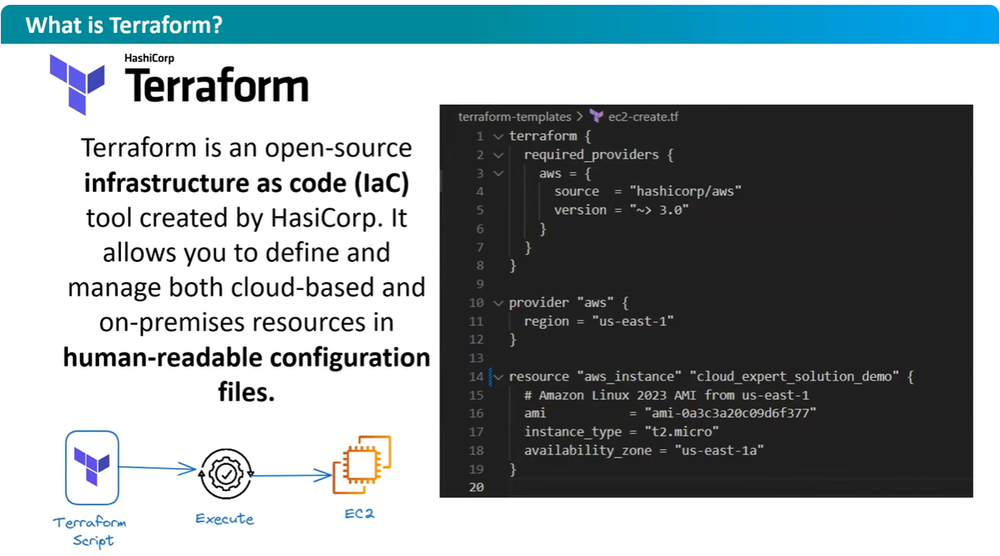 What is Terraform?
HashiCorp
Terraform
Terraform is an open-source
infrastructure as code (IaC)
tool created by HasiCorp. It
allows you to define and
manage both cloud-based and
on-premises resources in
human-readable configuration
files.
Terraform
Script
Execute
EC2
terraform-templates > ec2-create.tf
1 terraform {
2 required_providers {
3 aws = {
4 source = "hashicorp/aws"
5 version = "~> 3.0"
6 }
7 }
8 }
9
10 provider "aws" {
11 region = "us-east-1"
12 }
13
14 resource "aws_instance" "cloud_expert_solution_demo" {
15 # Amazon Linux 2023 AMI from us-east-1
16 ami = "ami-0a3c3a20c09d6f377"
17 instance_type = "t2.micro"
18 availability_zone = "us-east-1a"
19 }
20